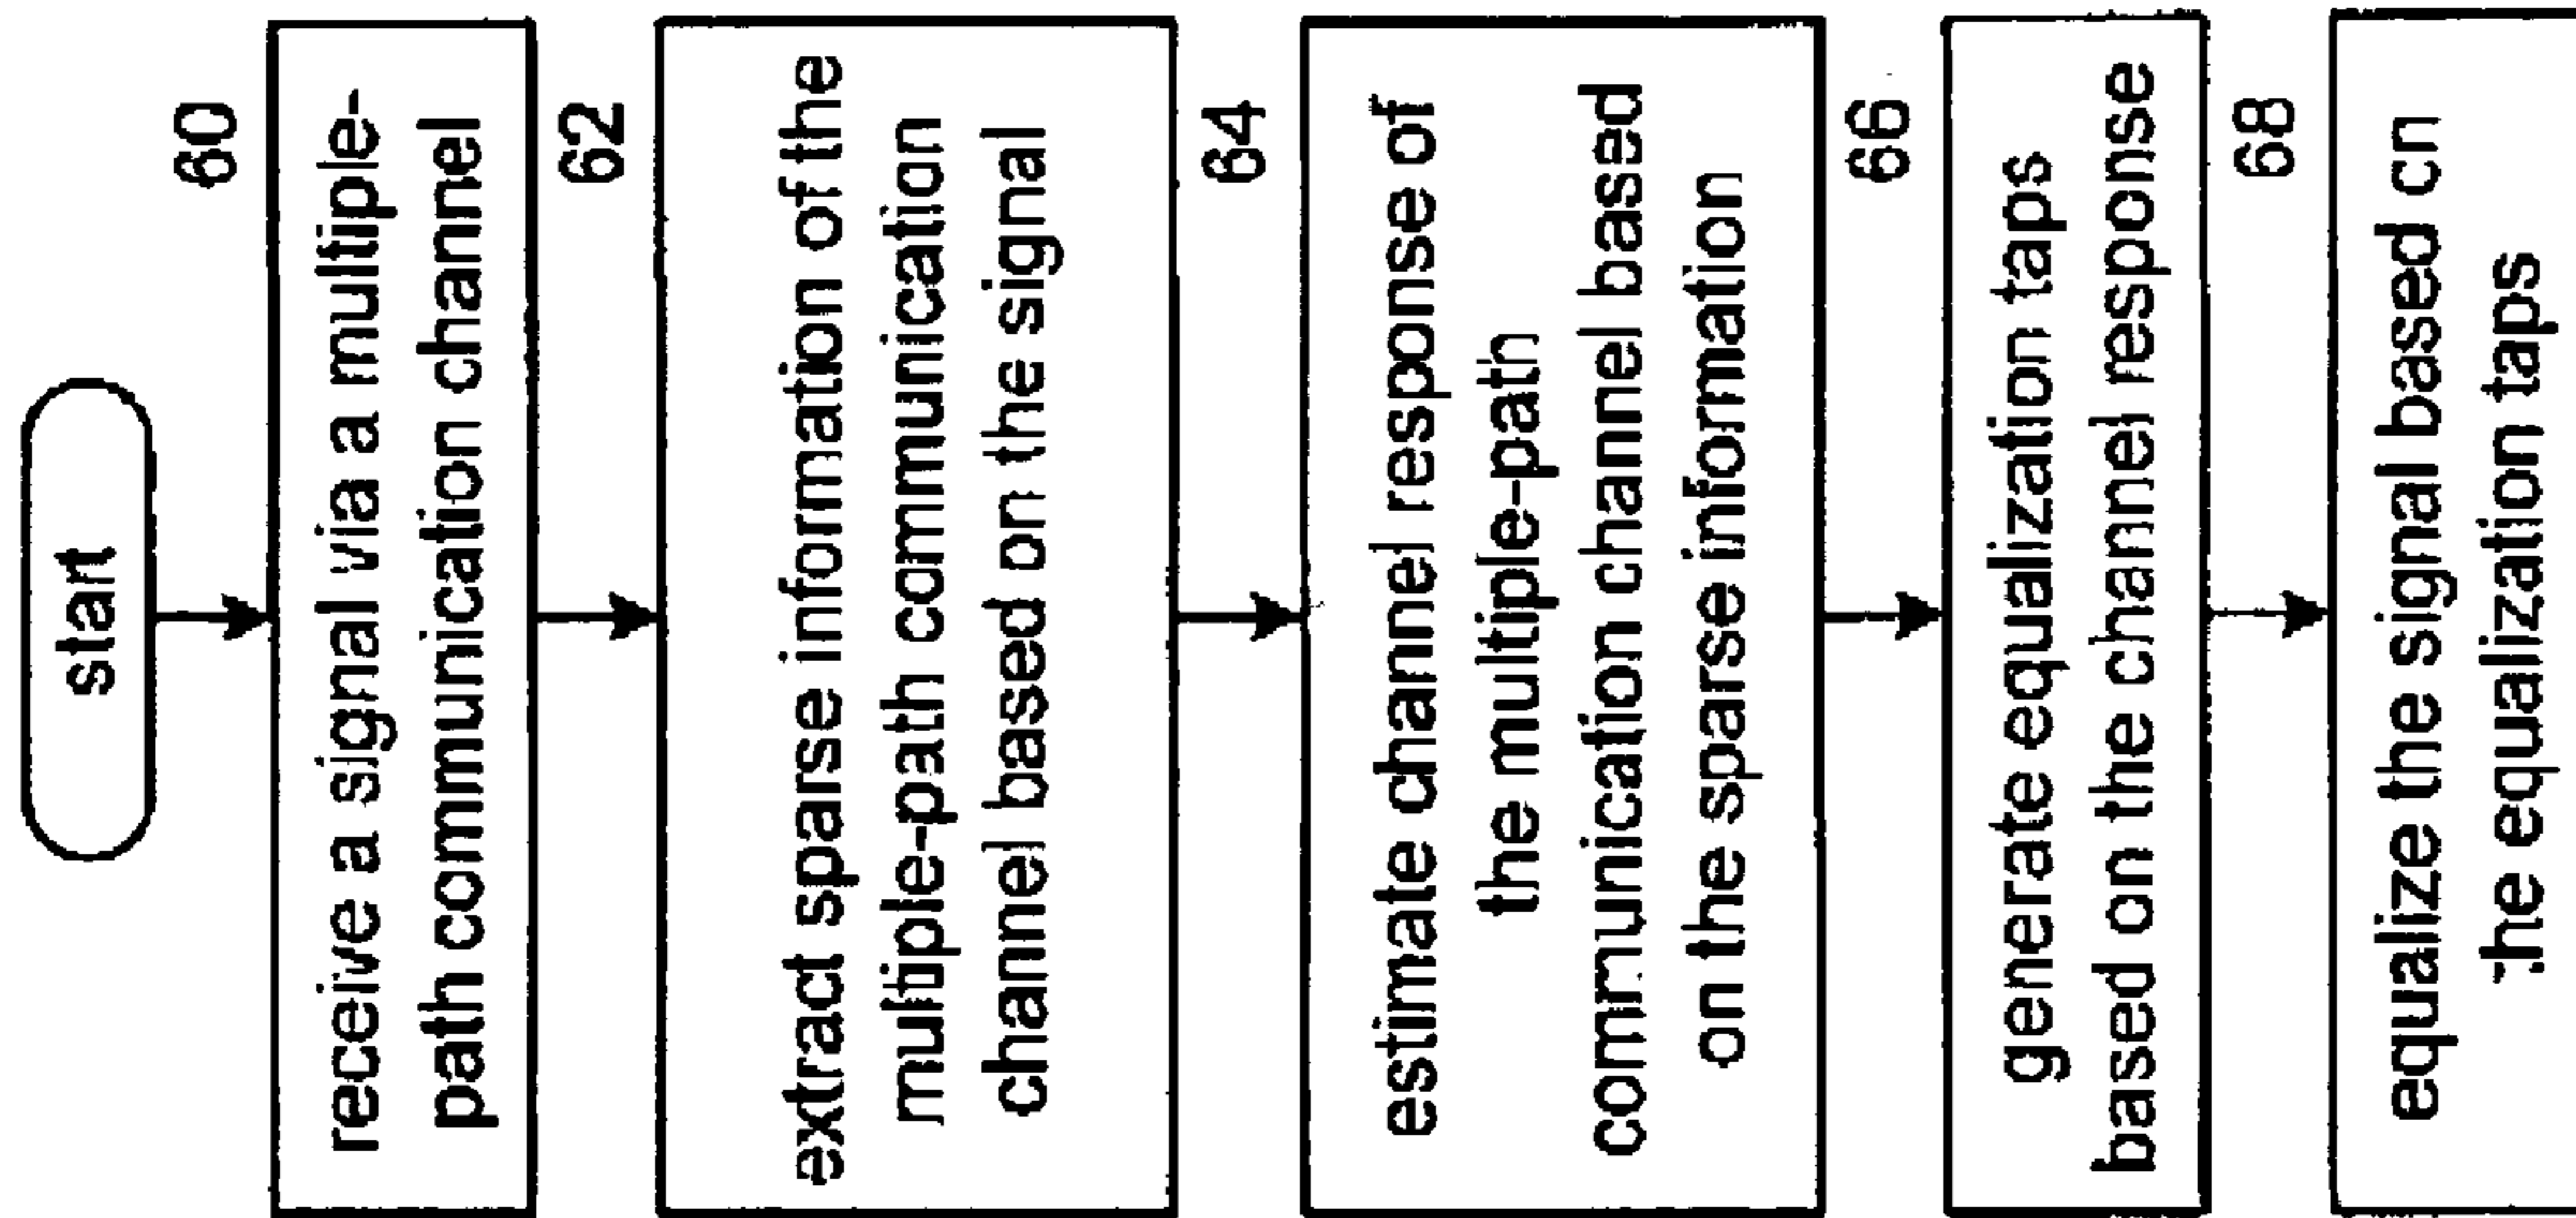 start
60
receive a signal via a multiple-
path communication channel
62
extract sparse information of the
multiple-path communication
channel based on the signal
64
estimate channel response of
the multiple-path
communication channel based
on the sparse information
66
generate equalization taps
based on the channel response
68
equalize the signal based on
the equalization taps